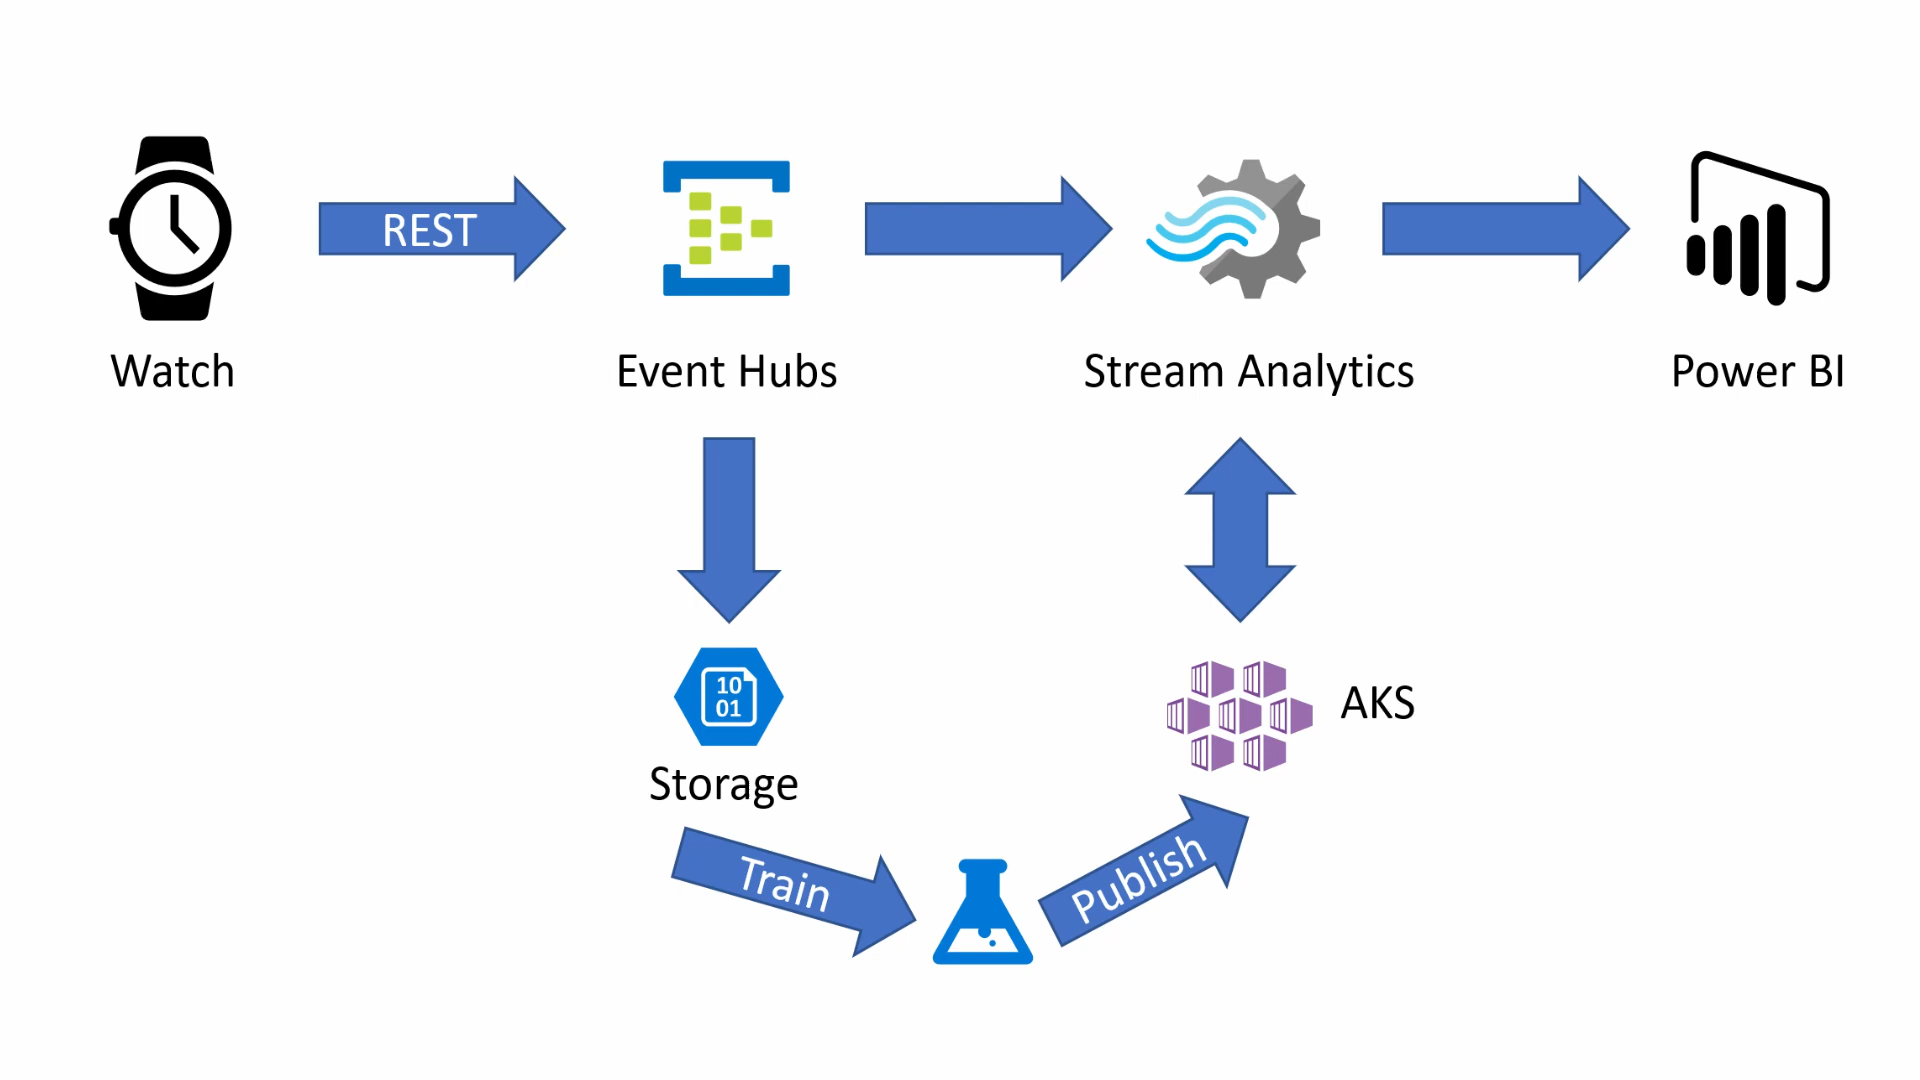 REST
Watch
Event Hubs
Stream Analytics
Power BI
10
01
AKS
Storage
Train
Publish